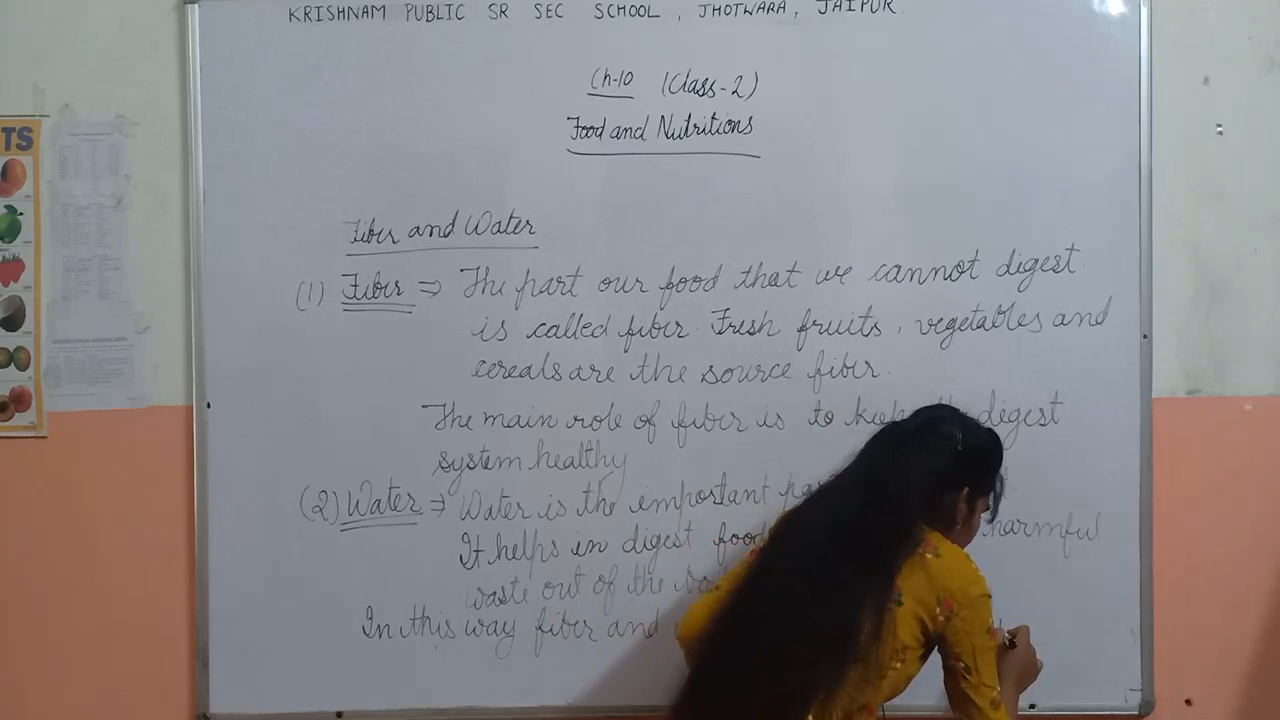 KRISHNAM PUBLIC SR SEC SCHOOL, JHOTWARA, JAIPUR
Ch-10 (Class-2)
Food and Nutritions
TS
Fiber and Water
(1) Fiber ⇒ The part our food that we cannot digest
is called fiber. Fresh fruits, vegetables and
cereals are the source fiber.
The main role of fiber is to digest
system healthy
(2) Water ⇒ Water is the important
It helps in digest food harmful
waste out of the
In this way fiber and